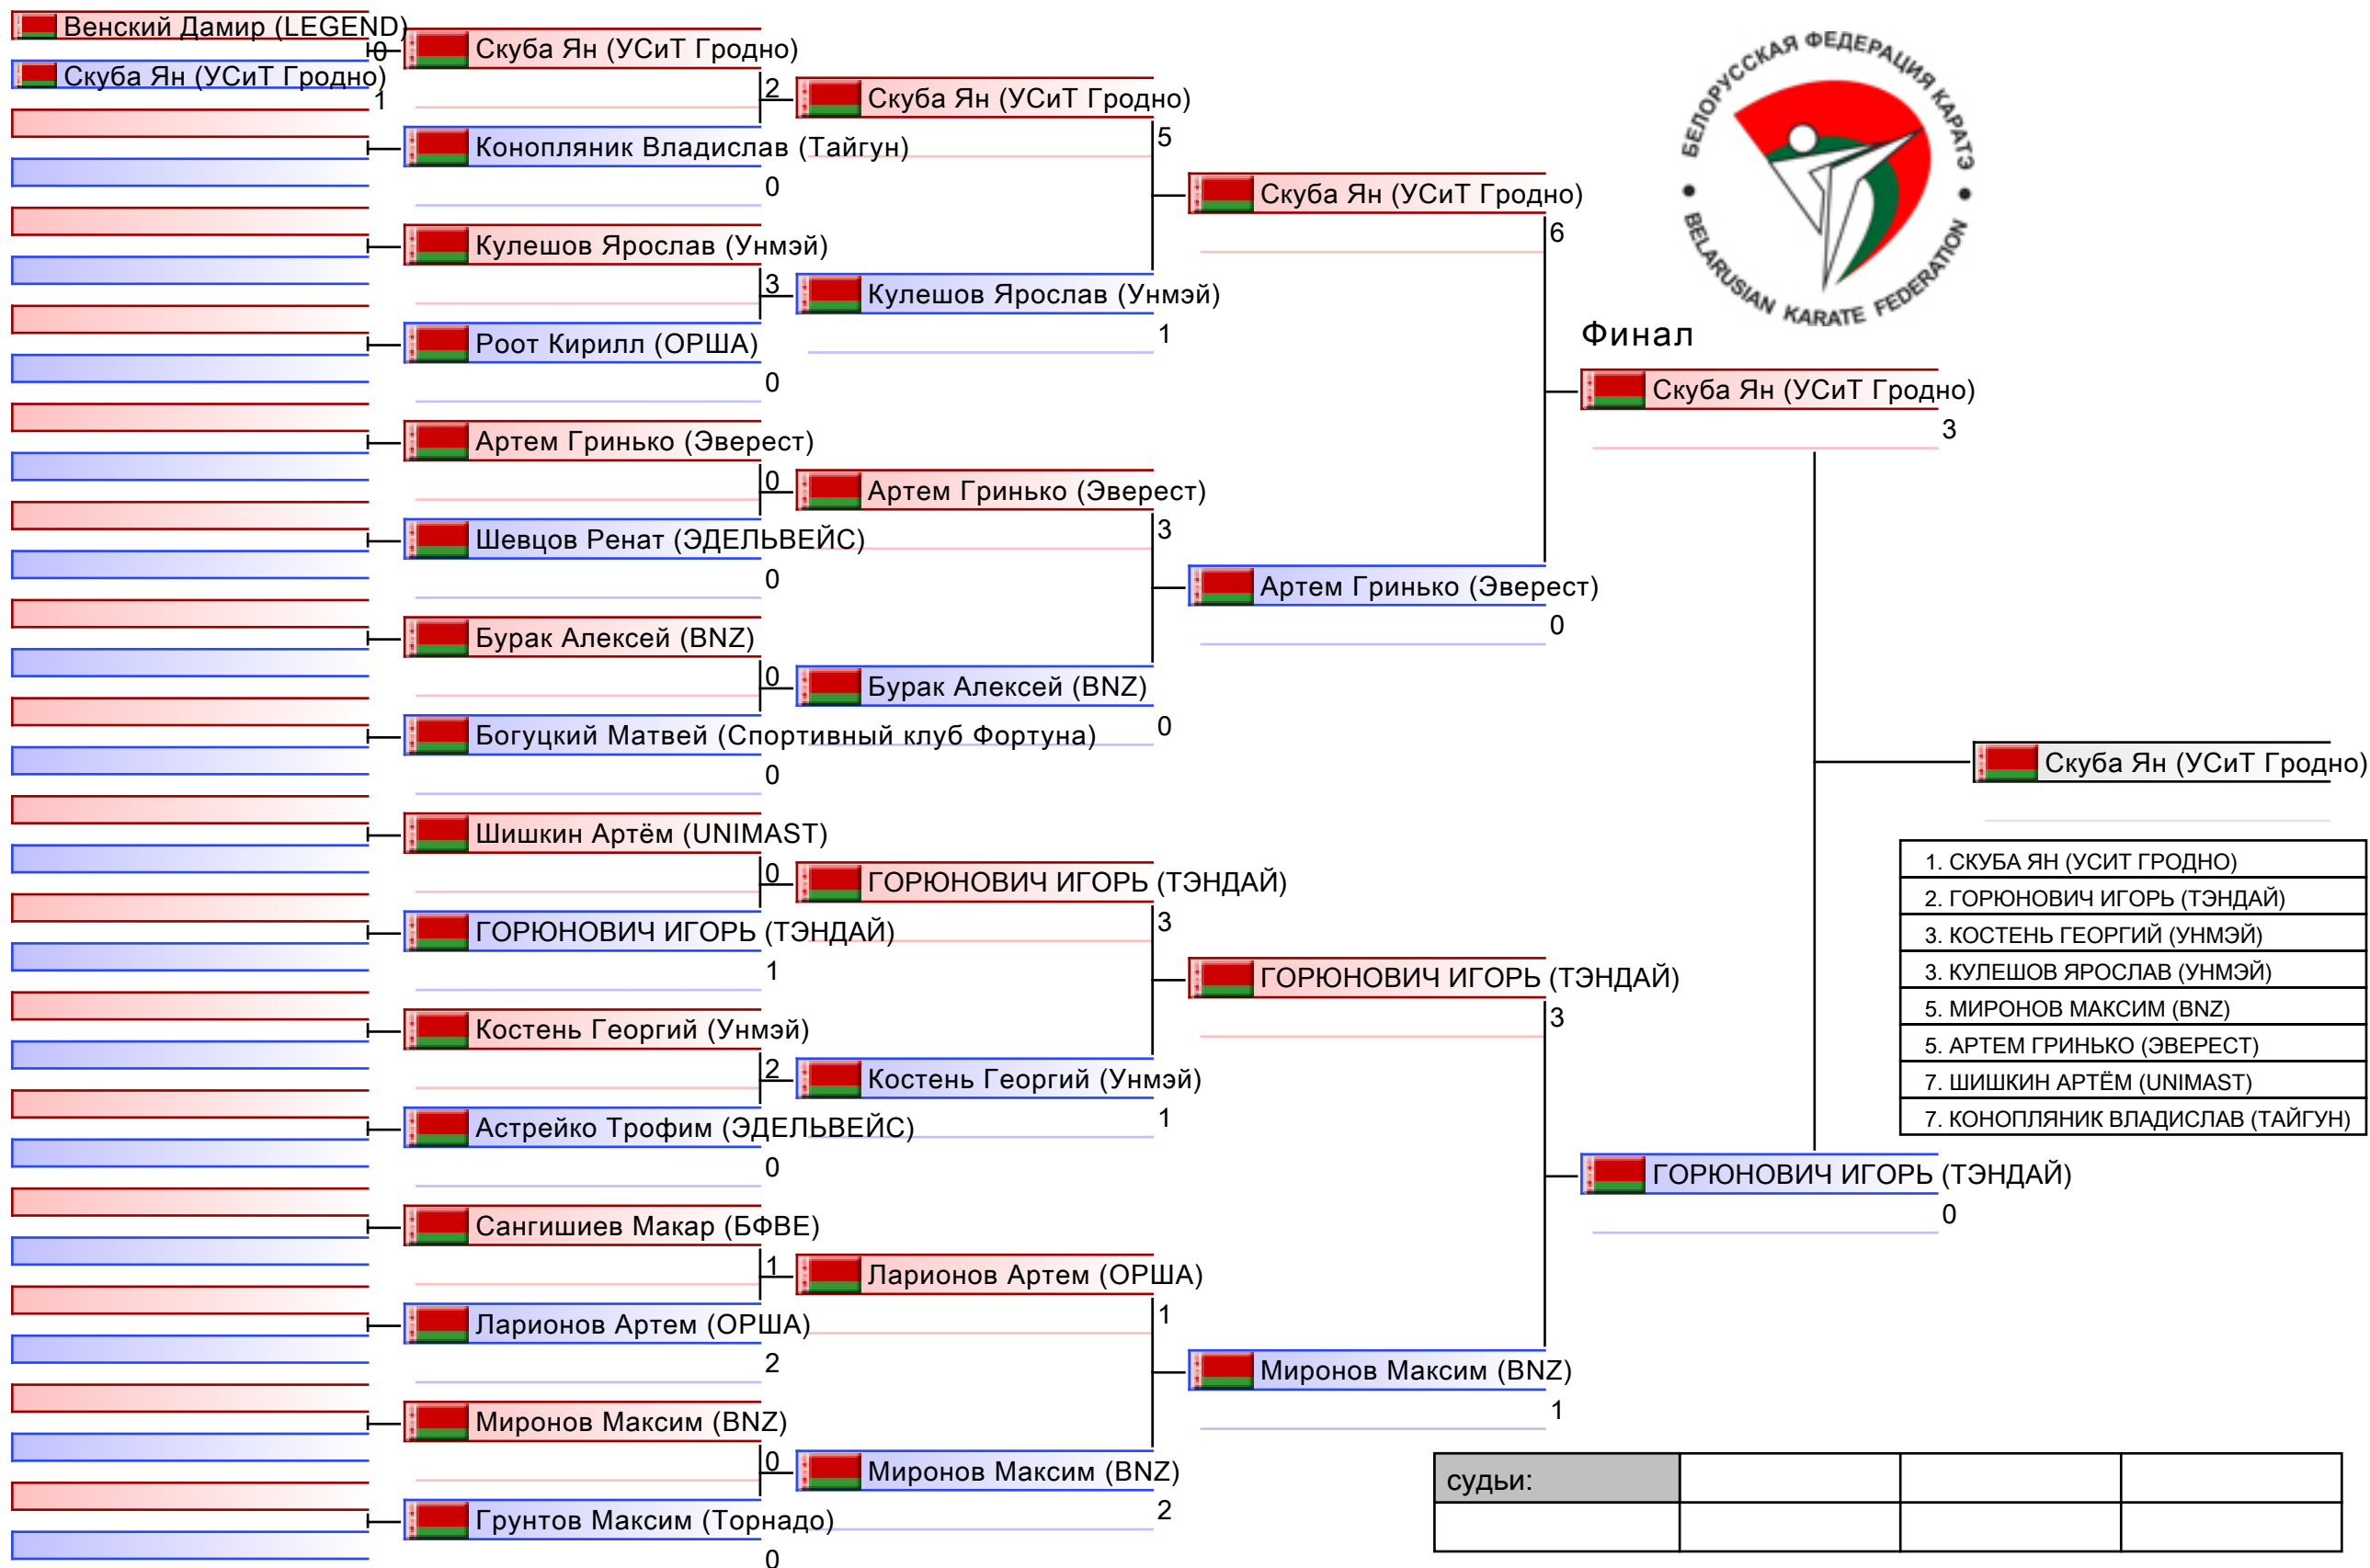 Венский Дамир (LEGEND)
0
Скуба Ян (УСиТ Гродно)
1
Скуба Ян (УСиТ Гродно)
2
Конопляник Владислав (Тайгун)
0
Кулешов Ярослав (Унмэй)
3
Роот Кирилл (ОРША)
0
Артем Гринько (Эверест)
0
Шевцов Ренат (ЭДЕЛЬВЕЙС)
0
Бурак Алексей (BNZ)
0
Богуцкий Матвей (Спортивный клуб Фортуна)
0
Шишкин Артём (UNIMAST)
0
ГОРЮНОВИЧ ИГОРЬ (ТЭНДАЙ)
1
Костень Георгий (Унмэй)
2
Астрейко Трофим (ЭДЕЛЬВЕЙС)
0
Сангишиев Макар (БФВЕ)
1
Ларионов Артем (ОРША)
2
Миронов Максим (BNZ)
0
Грунтов Максим (Торнадо)
0
Скуба Ян (УСиТ Гродно)
5
Кулешов Ярослав (Унмэй)
1
Артем Гринько (Эверест)
3
Бурак Алексей (BNZ)
0
ГОРЮНОВИЧ ИГОРЬ (ТЭНДАЙ)
3
Костень Георгий (Унмэй)
1
Ларионов Артем (ОРША)
1
Миронов Максим (BNZ)
2
Скуба Ян (УСиТ Гродно)
6
Артем Гринько (Эверест)
0
ГОРЮНОВИЧ ИГОРЬ (ТЭНДАЙ)
3
Миронов Максим (BNZ)
1
БЕЛОРУССКАЯ ФЕДЕРАЦИЯ КАРАТЭ
BELARUSIAN KARATE FEDERATION
Финал
Скуба Ян (УСиТ Гродно)
3
ГОРЮНОВИЧ ИГОРЬ (ТЭНДАЙ)
0
Скуба Ян (УСиТ Гродно)
1. СКУБА ЯН (УСИТ ГРОДНО)
2. ГОРЮНОВИЧ ИГОРЬ (ТЭНДАЙ)
3. КОСТЕНЬ ГЕОРГИЙ (УНМЭЙ)
3. КУЛЕШОВ ЯРОСЛАВ (УНМЭЙ)
5. МИРОНОВ МАКСИМ (BNZ)
5. АРТЕМ ГРИНЬКО (ЭВЕРЕСТ)
7. ШИШКИН АРТЁМ (UNIMAST)
7. КОНОПЛЯНИК ВЛАДИСЛАВ (ТАЙГУН)
судьи: